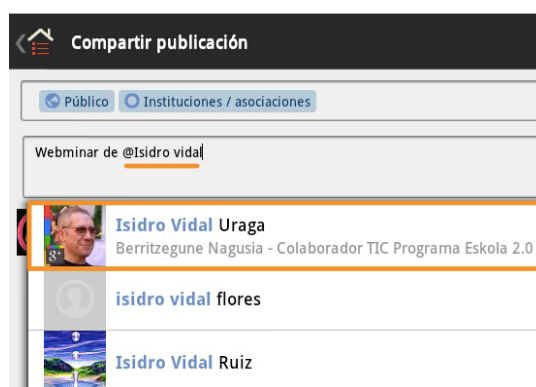 Compartir publicación
Público Instituciones / asociaciones
Webminar de @Isidro vidal
Isidro Vidal Uraga
Berritzegune Nagusia - Colaborador TIC Programa Eskola 2.0
g+
isidro vidal flores
Isidro Vidal Ruiz